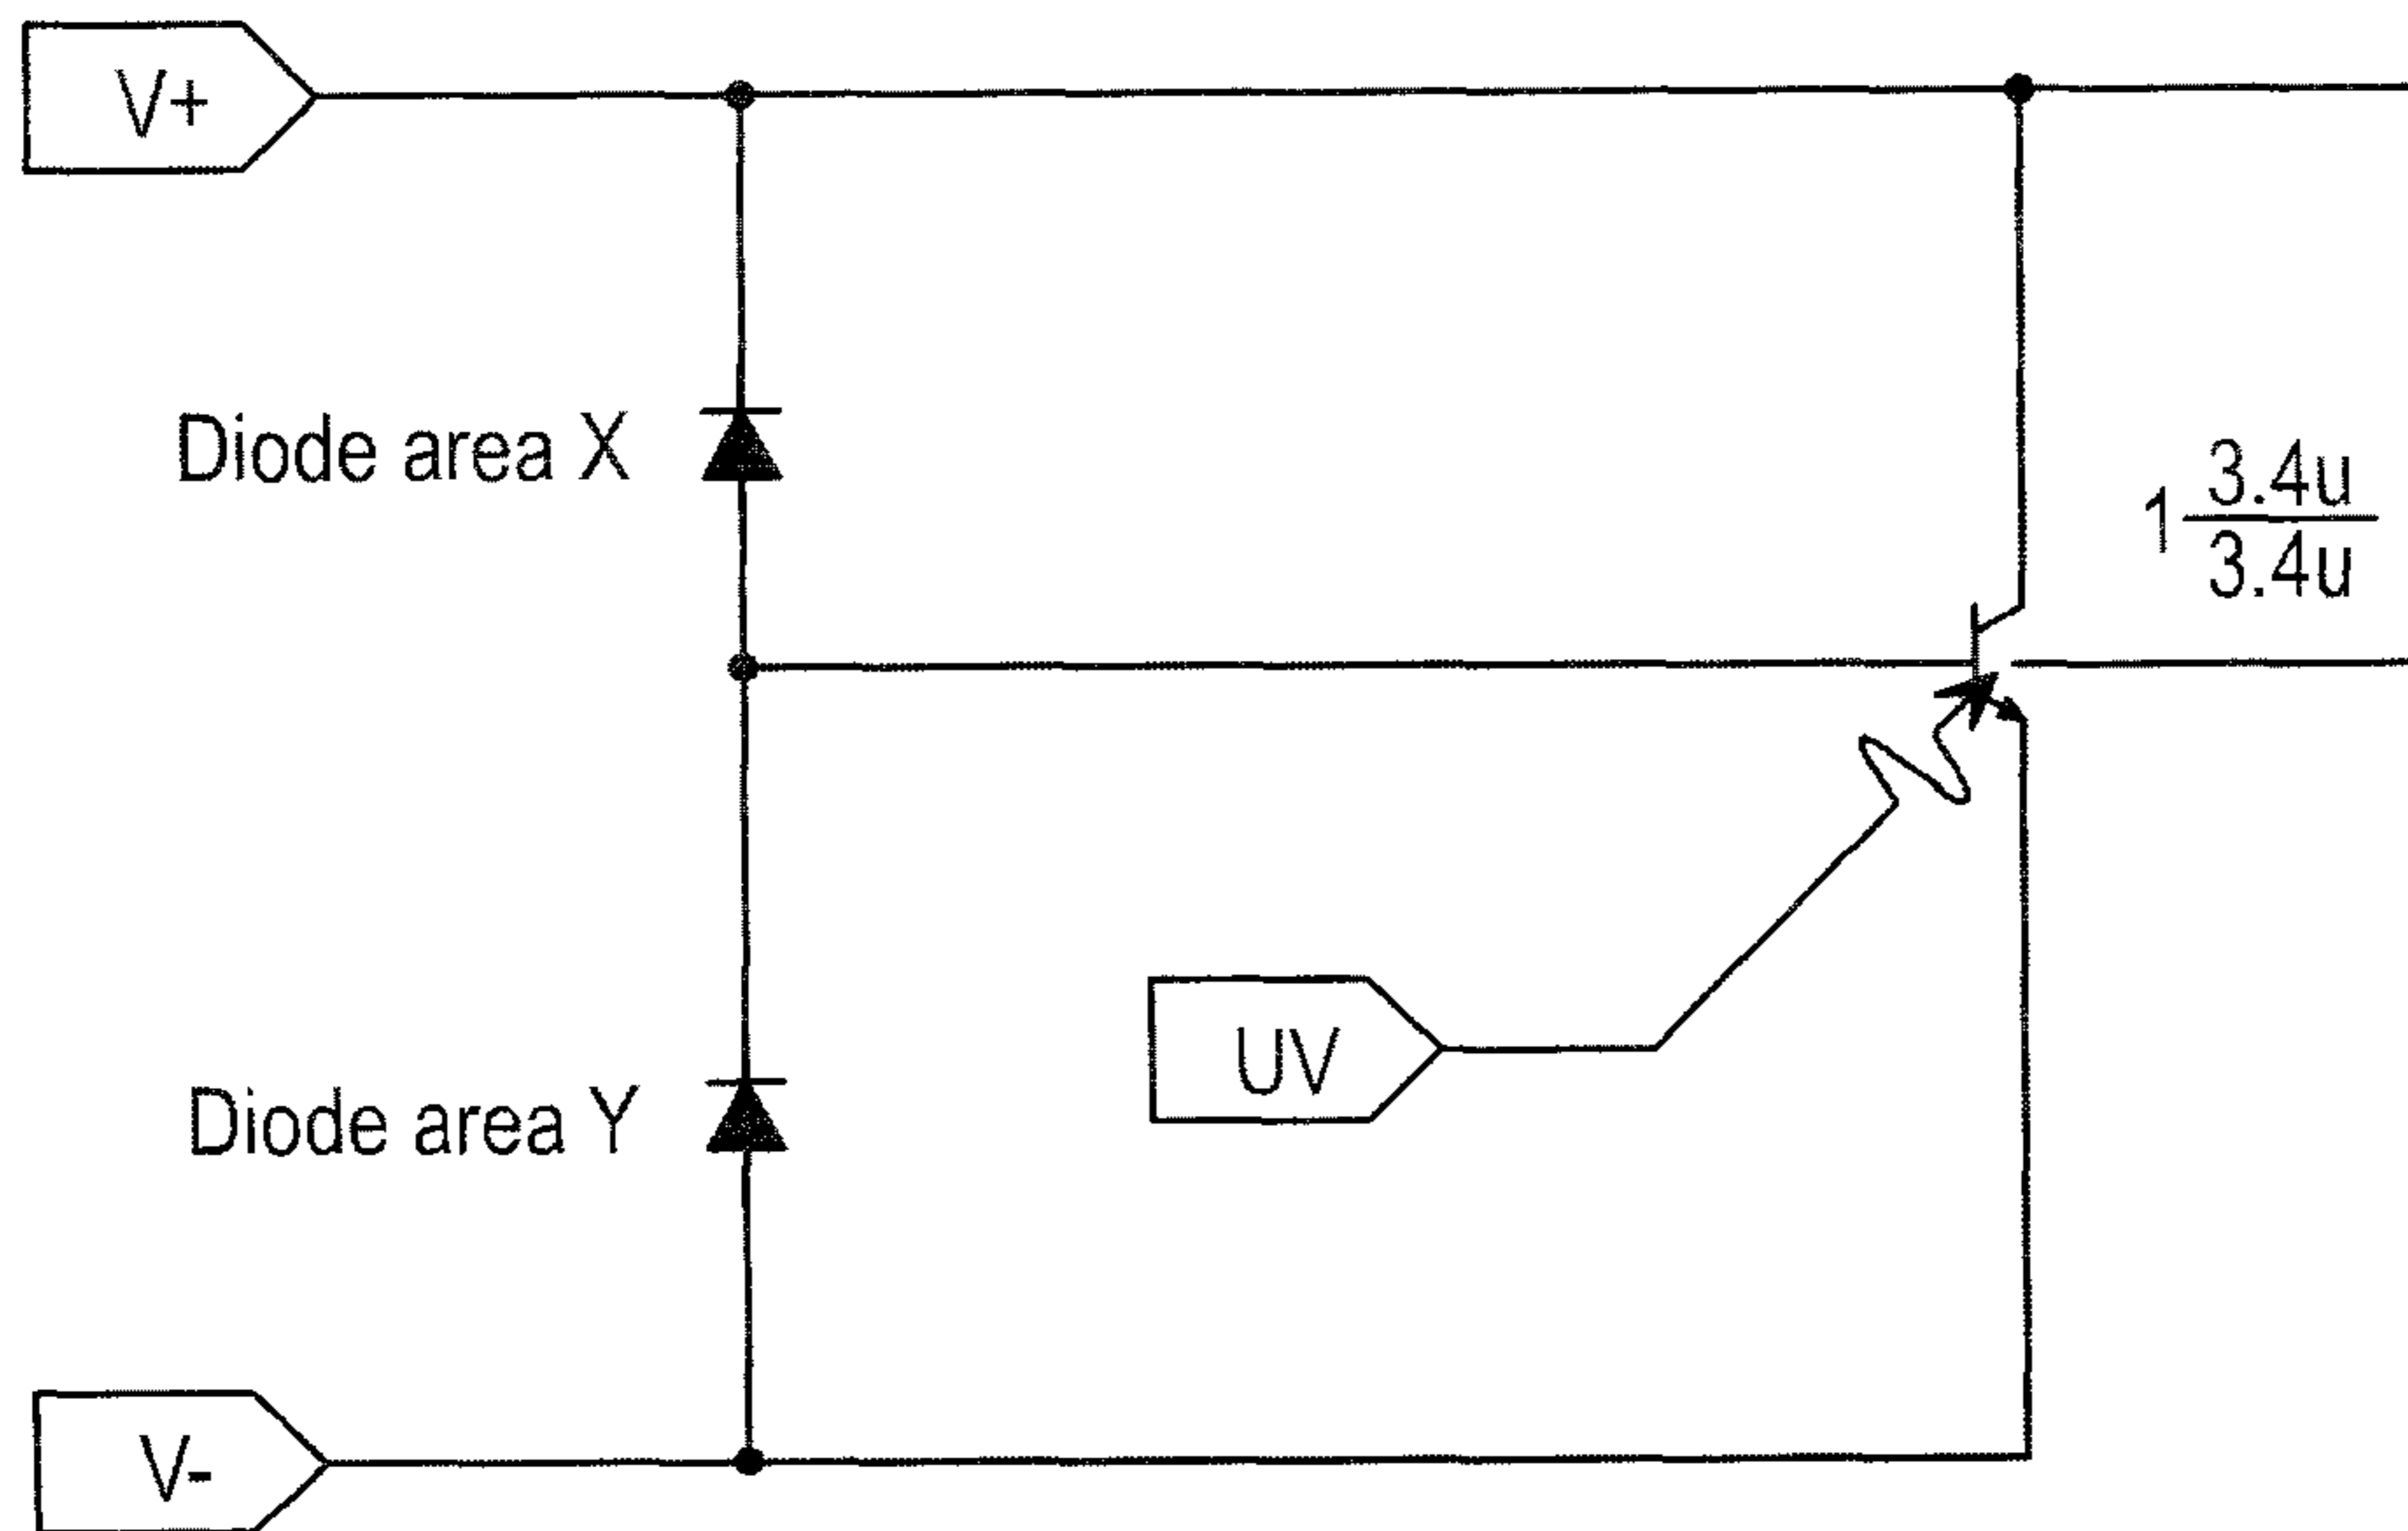 V+
Diode area X
1 3.4u
3.4u
UV
Diode area Y
V-